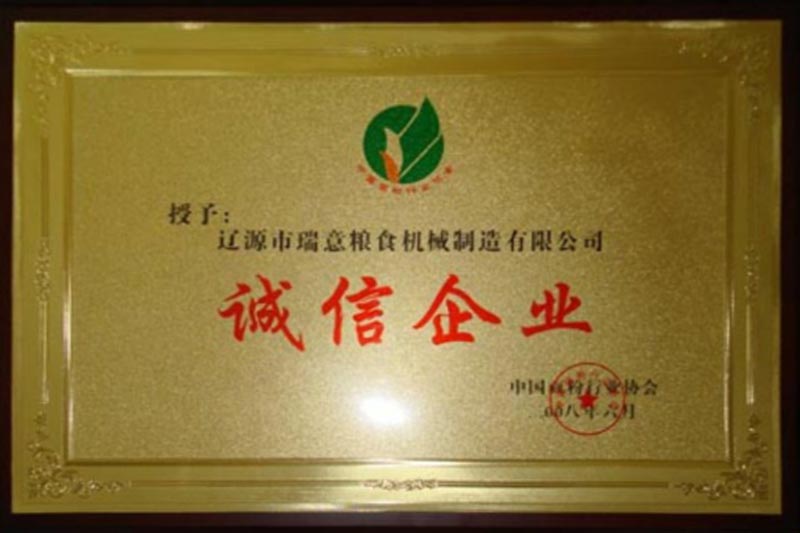 授予：
辽源市瑞意粮食机械制造有限公司
诚信企业
中国 粉行业协会
八年六月